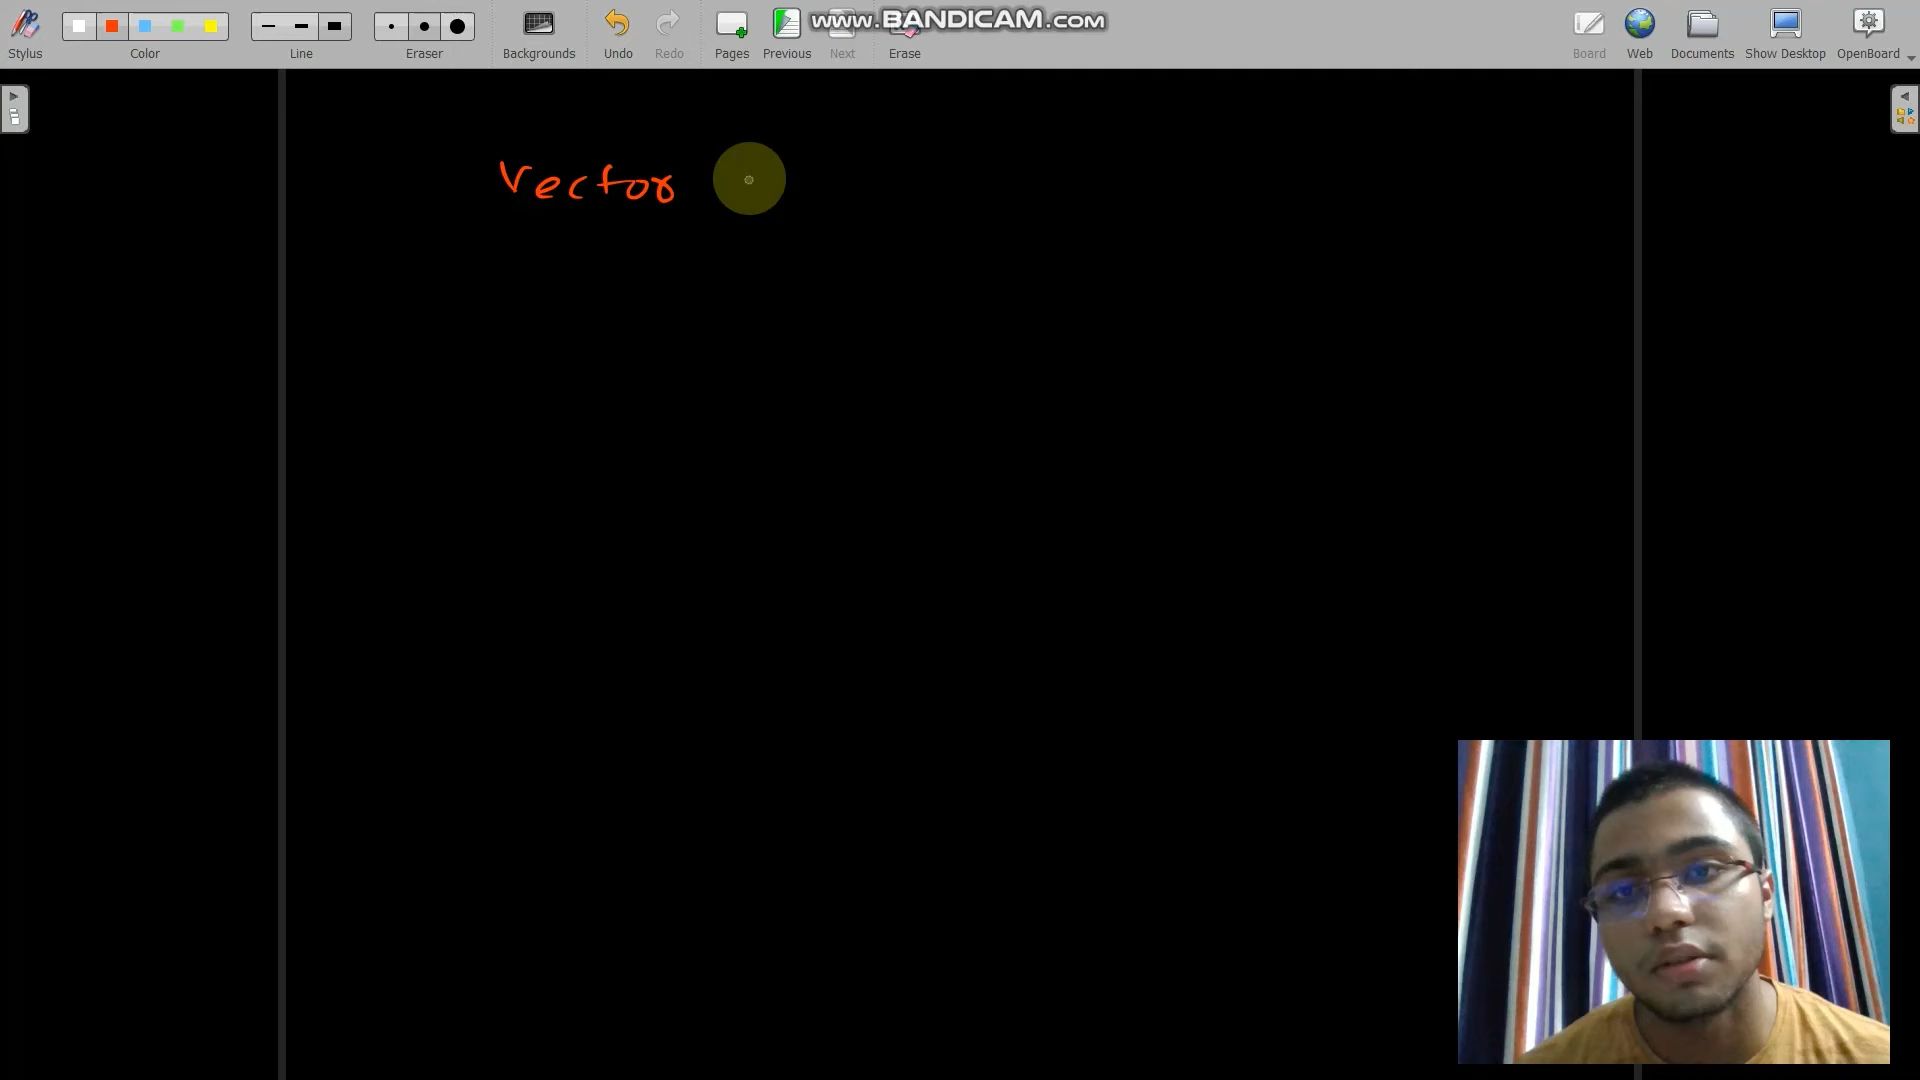 www.BANDICAM.com
Stylus Color Line Eraser Backgrounds Undo Redo Pages Previous Next Erase Board Web Documents Show Desktop OpenBoard
Vector